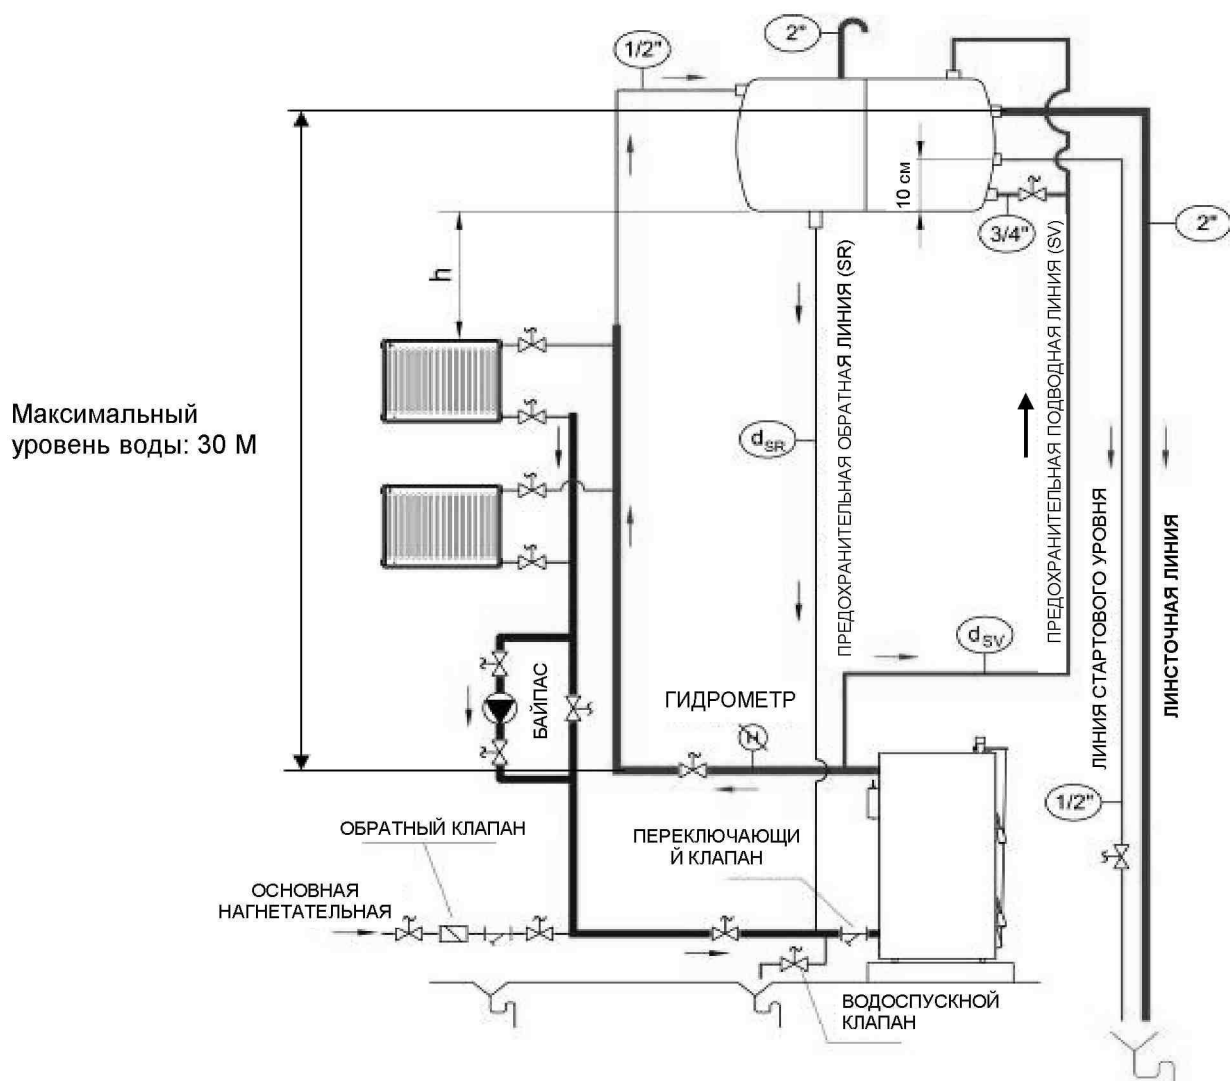 2"
1/2"
10 см
3/4"
2"
h
ПРЕДОХРАНИТЕЛЬНАЯ ОБРАТНАЯ ЛИНИЯ (SR)
ПРЕДОХРАНИТЕЛЬНАЯ ПОДВОДНАЯ ЛИНИЯ (SV)
Максимальный
уровень воды: 30 М
dSR
ЛИНИЯ СТАРТОВОГО УРОВНЯ
ЛИНСТОЧНАЯ ЛИНИЯ
dSV
БАЙПАС
ГИДРОМЕТР
1/2"
ОБРАТНЫЙ КЛАПАН
ПЕРЕКЛЮЧАЮЩИ
Й КЛАПАН
ОСНОВНАЯ
НАГНЕТАТЕЛЬНАЯ
ВОДОСПУСКНОЙ
КЛАПАН